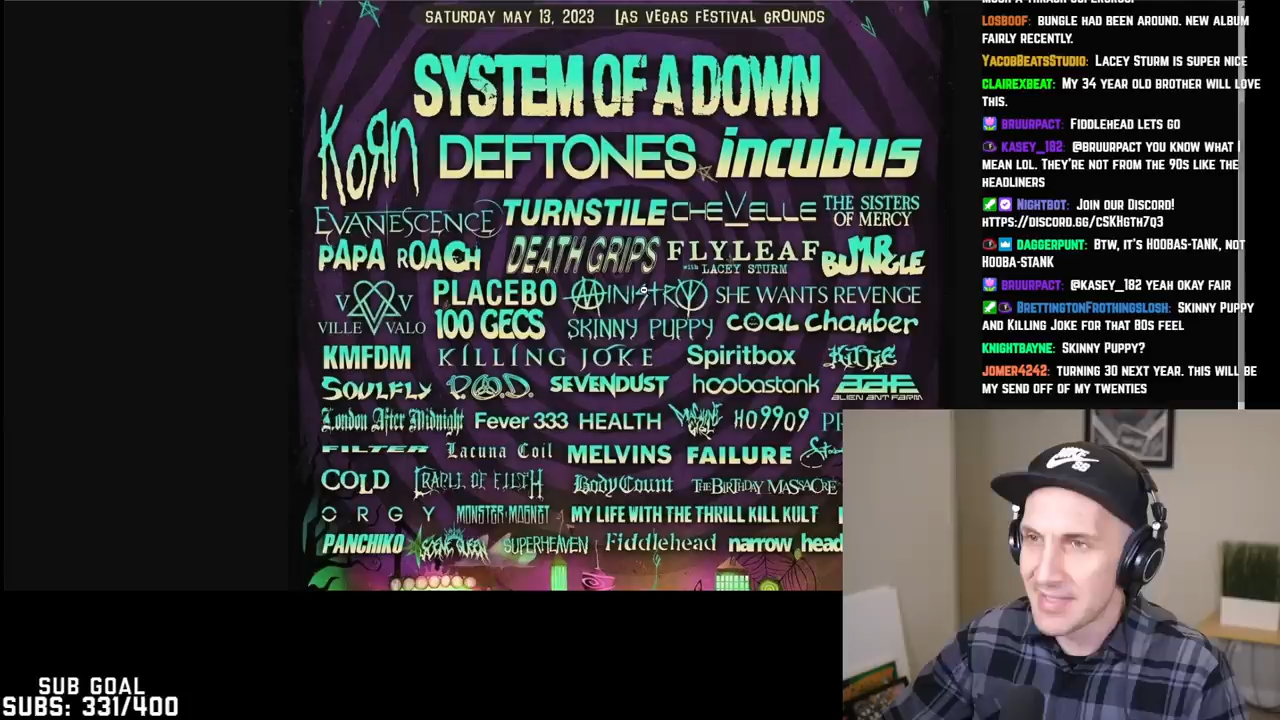 SATURDAY MAY 13, 2023 LAS VEGAS FESTIVAL GROUNDS
SYSTEM OF A DOWN
KoRn DEFTONES incubus
EVANESCENCE TURNSTILE CHEVELLE THE SISTERS OF MERCY
PAPA ROACH DEATH GRIPS FLYLEAF with LACEY STURM MR BUNGLE
VILLE V V VALO PLACEBO MINISTRY SHE WANTS REVENGE
100 GECS SKINNY PUPPY COAL CHAMBER
KMFDM KILLING JOKE Spiritbox KITTIE
SOULFLY P.O.D. SEVENDUST hoobastank ALIEN ANT FARM
London After Midnight Fever 333 HEALTH MACHINE GIRL HO99O9 PR
FILTER Lacuna Coil MELVINS FAILURE
COLD CRADLE OF FILTH Body Count THE BIRTHDAY MASSACRE
ORGY MONSTER MAGNET MY LIFE WITH THE THRILL KILL KULT
PANCHIKO SCENE QUEEN SUPERHEAVEN Fiddlehead narrow head
LOSBOOF: BUNGLE HAD BEEN AROUND. NEW ALBUM
FAIRLY RECENTLY.
YACOBBEATSSTUDIO: LACEY STURM IS SUPER NICE
CLAIREXBEAT: MY 34 YEAR OLD BROTHER WILL LOVE
THIS.
BRUURPACT: FIDDLEHEAD LETS GO
KASEY_182: @BRUURPACT YOU KNOW WHAT I
MEAN LOL. THEY'RE NOT FROM THE 90S LIKE THE
HEADLINERS
NIGHTBOT: JOIN OUR DISCORD!
HTTPS://DISCORD.GG/CSKHGTH7Q3
DAGGERPUNT: BTW, IT'S HOOBAS-TANK, NOT
HOOBA-STANK
BRUURPACT: @KASEY_182 YEAH OKAY FAIR
BRETTINGTONFROTHINGSLOSH: SKINNY PUPPY
AND KILLING JOKE FOR THAT 80S FEEL
KNIGHTBAYNE: SKINNY PUPPY?
JOMER4242: TURNING 30 NEXT YEAR. THIS WILL BE
MY SEND OFF OF MY TWENTIES
NIKE SB
SUB GOAL
SUBS: 331/400